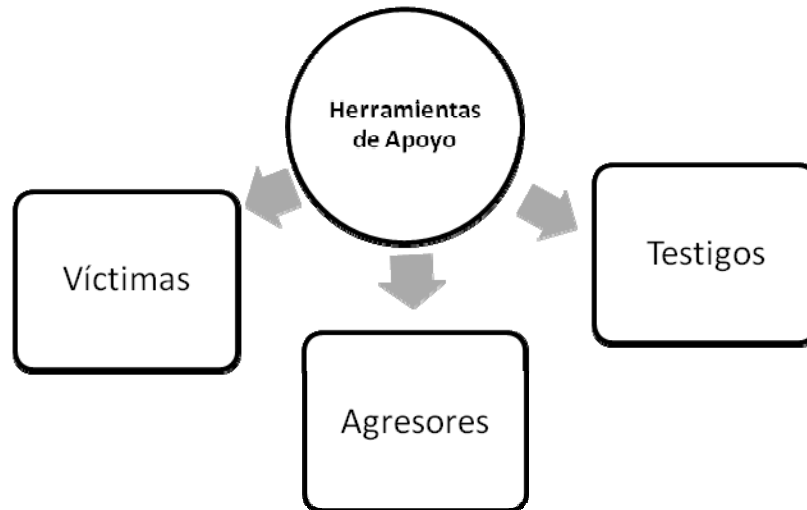 Herramientas
de Apoyo
Víctimas
Agresores
Testigos